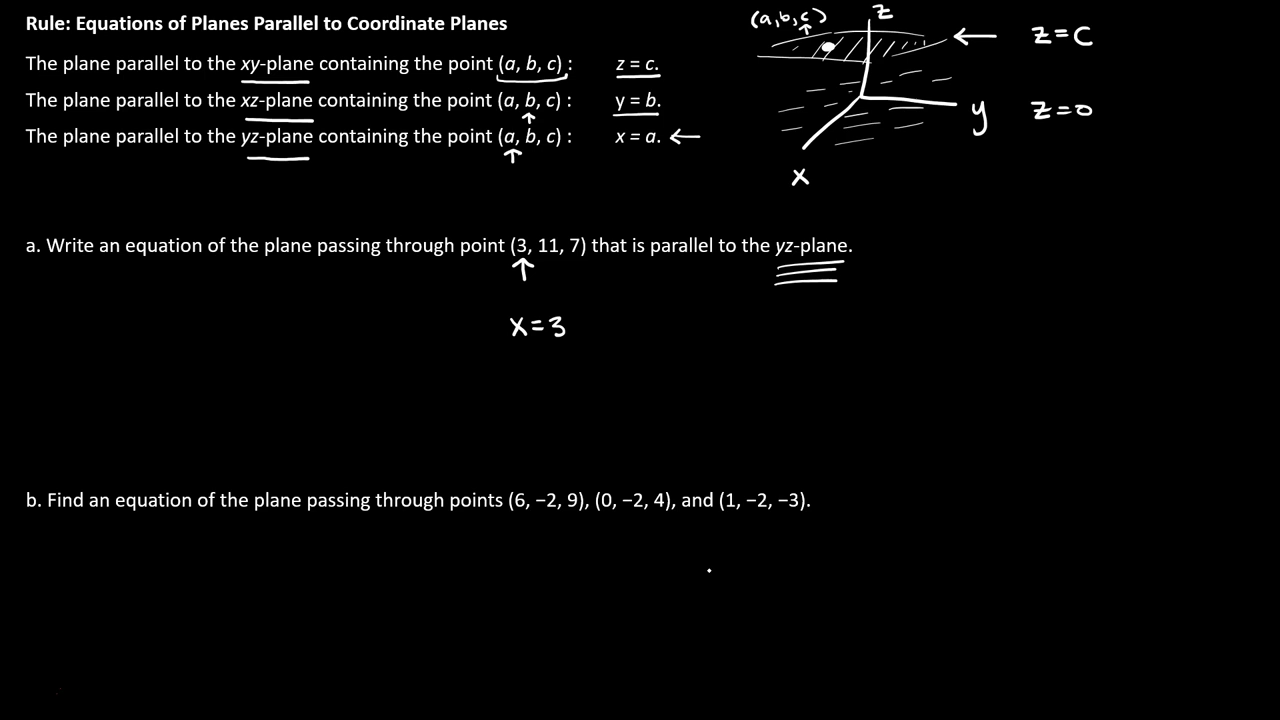 Rule: Equations of Planes Parallel to Coordinate Planes
The plane parallel to the xy-plane containing the point (a, b, c) : z = c.
The plane parallel to the xz-plane containing the point (a, b, c) : y = b.
The plane parallel to the yz-plane containing the point (a, b, c) : x = a. ←
(a,b,c)
z
← z=c
y
z=0
x
a. Write an equation of the plane passing through point (3, 11, 7) that is parallel to the yz-plane.
x=3
b. Find an equation of the plane passing through points (6, −2, 9), (0, −2, 4), and (1, −2, −3).